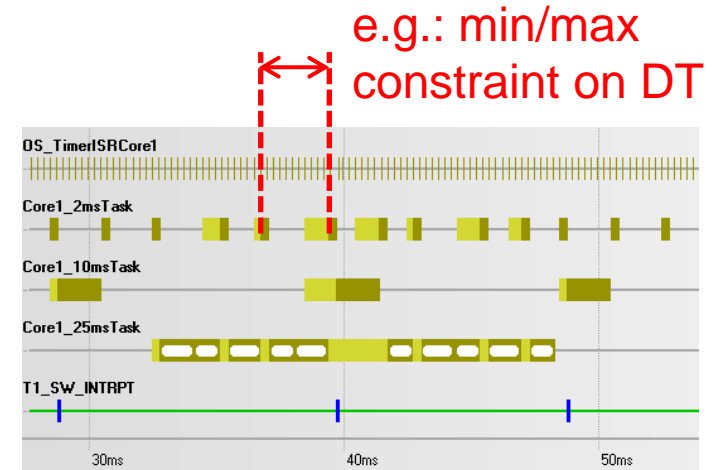 e.g.: min/max
constraint on DT
OS_TimerISRCore1
Core1_2msTask
Core1_10msTask
Core1_25msTask
T1_SW_INTRPT
30ms 40ms 50ms